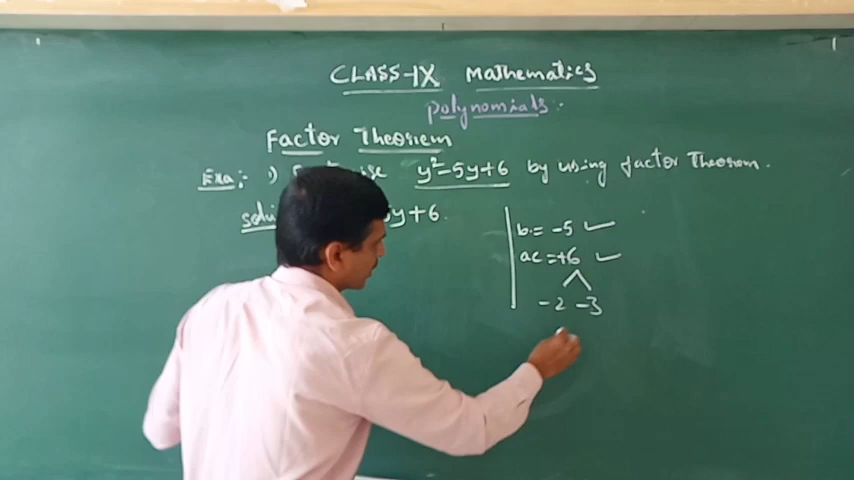 CLASS-IX Mathematics
Polynomials
Factor Theorem
Exa:- 1) y²-5y+6 by using factor Theorem.
y+6.
b = -5 ✓
ac = +6 ✓
-2 -3